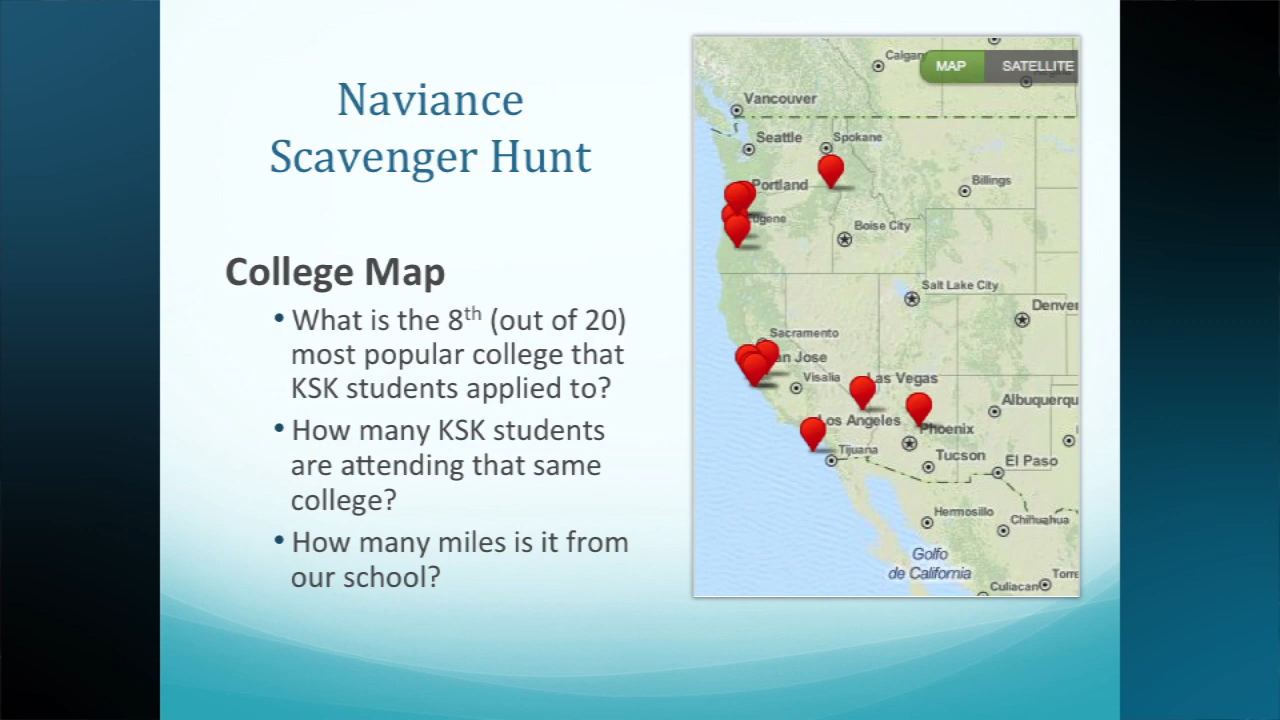 Naviance
Scavenger Hunt
College Map
• What is the 8th (out of 20)
most popular college that
KSK students applied to?
• How many KSK students
are attending that same
college?
• How many miles is it from
our school?
MAP SATELLITE
Vancouver
Seattle
Spokane
Portland
Billings
Boise City
Salt Lake City
Denver
Sacramento
an Jose
Visalia
Las Vegas
Albuquerqu
Los Angeles
Phoenix
Tijuana
Tucson
El Paso
Hermosillo
Chihuahua
Golfo
de California
Culiacan
Torre